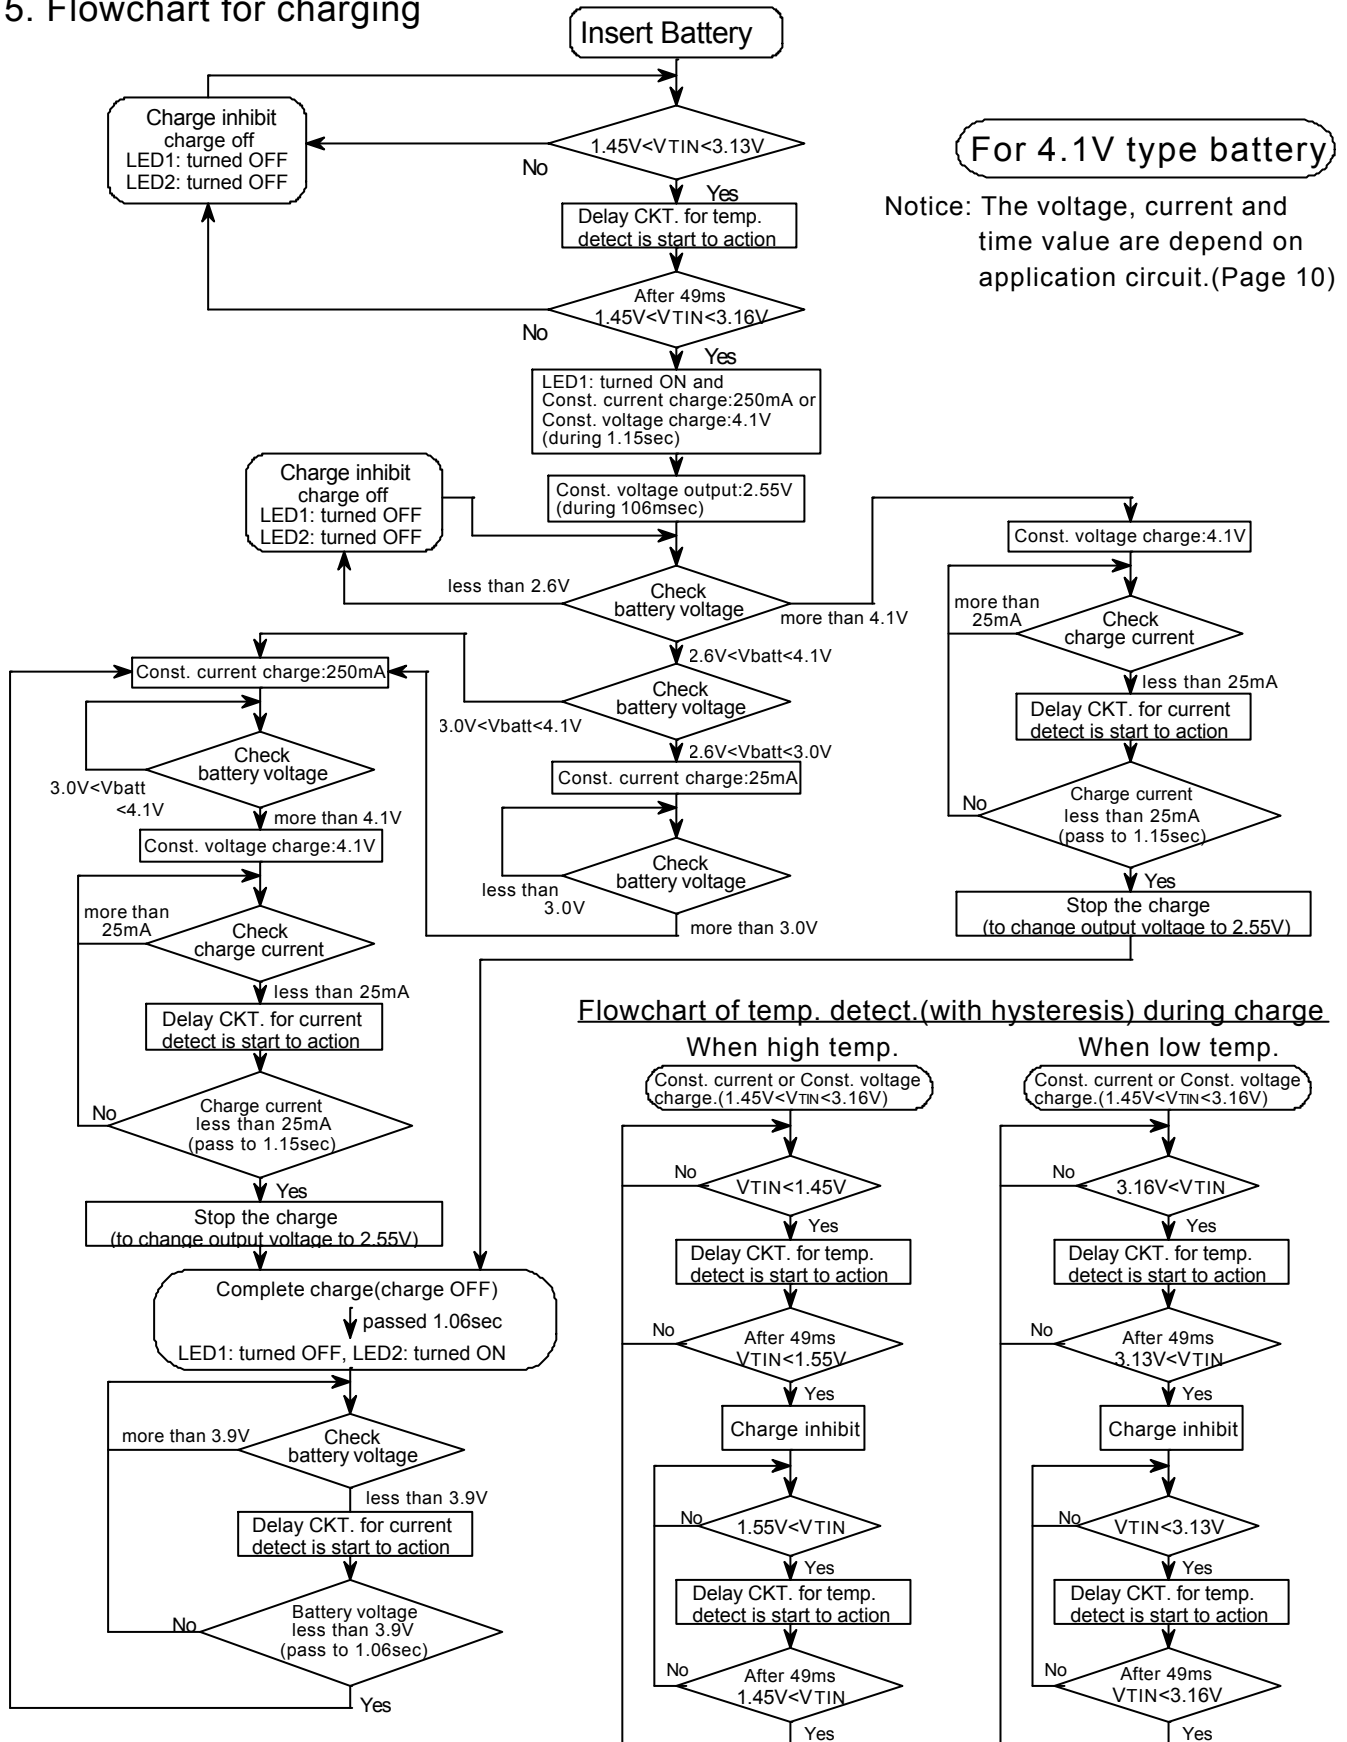 5. Flowchart for charging
Insert Battery
Charge inhibit
charge off
LED1: turned OFF
LED2: turned OFF
1.45V<VTIN<3.13V
No
Yes
For 4.1V type battery
Notice: The voltage, current and
time value are depend on
application circuit.(Page 10)
Delay CKT. for temp.
detect is start to action
After 49ms
1.45V<VTIN<3.16V
No
Yes
LED1: turned ON and
Const. current charge:250mA or
Const. voltage charge:4.1V
(during 1.15sec)
Charge inhibit
charge off
LED1: turned OFF
LED2: turned OFF
Const. voltage output:2.55V
(during 106msec)
less than 2.6V
Check
battery voltage
more than 4.1V
2.6V<Vbatt<4.1V
Const. voltage charge:4.1V
more than
25mA
Check
charge current
less than 25mA
Delay CKT. for current
detect is start to action
No
Charge current
less than 25mA
(pass to 1.15sec)
Yes
Stop the charge
(to change output voltage to 2.55V)
Const. current charge:250mA
Check
battery voltage
3.0V<Vbatt<4.1V
2.6V<Vbatt<3.0V
Const. current charge:25mA
Check
battery voltage
less than
3.0V
more than 3.0V
Check
battery voltage
3.0V<Vbatt
<4.1V
more than 4.1V
Const. voltage charge:4.1V
more than
25mA
Check
charge current
less than 25mA
Delay CKT. for current
detect is start to action
No
Charge current
less than 25mA
(pass to 1.15sec)
Yes
Stop the charge
(to change output voltage to 2.55V)
Complete charge(charge OFF)
passed 1.06sec
LED1: turned OFF, LED2: turned ON
more than 3.9V
Check
battery voltage
less than 3.9V
Delay CKT. for current
detect is start to action
No
Battery voltage
less than 3.9V
(pass to 1.06sec)
Yes
Flowchart of temp. detect.(with hysteresis) during charge
When high temp.
Const. current or Const. voltage
charge.(1.45V<VTIN<3.16V)
No
VTIN<1.45V
Yes
Delay CKT. for temp.
detect is start to action
No
After 49ms
VTIN<1.55V
Yes
Charge inhibit
No
1.55V<VTIN
Yes
Delay CKT. for temp.
detect is start to action
No
After 49ms
1.45V<VTIN
Yes
When low temp.
Const. current or Const. voltage
charge.(1.45V<VTIN<3.16V)
No
3.16V<VTIN
Yes
Delay CKT. for temp.
detect is start to action
No
After 49ms
3.13V<VTIN
Yes
Charge inhibit
No
VTIN<3.13V
Yes
Delay CKT. for temp.
detect is start to action
No
After 49ms
VTIN<3.16V
Yes